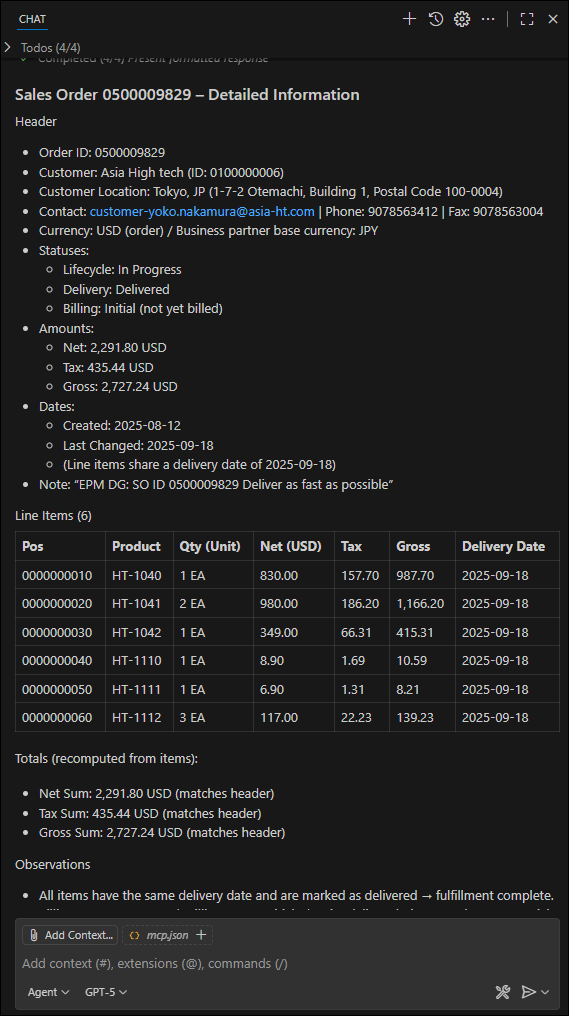 CHAT
Todos (4/4)
Completed (4/4) Present formatted response
Sales Order 0500009829 – Detailed Information
Header
Order ID: 0500009829
Customer: Asia High tech (ID: 0100000006)
Customer Location: Tokyo, JP (1-7-2 Otemachi, Building 1, Postal Code 100-0004)
Contact: customer-yoko.nakamura@asia-ht.com | Phone: 9078563412 | Fax: 9078563004
Currency: USD (order) / Business partner base currency: JPY
Statuses:
Lifecycle: In Progress
Delivery: Delivered
Billing: Initial (not yet billed)
Amounts:
Net: 2,291.80 USD
Tax: 435.44 USD
Gross: 2,727.24 USD
Dates:
Created: 2025-08-12
Last Changed: 2025-09-18
(Line items share a delivery date of 2025-09-18)
Note: “EPM DG: SO ID 0500009829 Deliver as fast as possible”
Line Items (6)
Pos Product Qty (Unit) Net (USD) Tax Gross Delivery Date
0000000010 HT-1040 1 EA 830.00 157.70 987.70 2025-09-18
0000000020 HT-1041 2 EA 980.00 186.20 1,166.20 2025-09-18
0000000030 HT-1042 1 EA 349.00 66.31 415.31 2025-09-18
0000000040 HT-1110 1 EA 8.90 1.69 10.59 2025-09-18
0000000050 HT-1111 1 EA 6.90 1.31 8.21 2025-09-18
0000000060 HT-1112 3 EA 117.00 22.23 139.23 2025-09-18
Totals (recomputed from items):
Net Sum: 2,291.80 USD (matches header)
Tax Sum: 435.44 USD (matches header)
Gross Sum: 2,727.24 USD (matches header)
Observations
All items have the same delivery date and are marked as delivered → fulfillment complete.
Add Context...
mcp.json
Add context (#), extensions (@), commands (/)
Agent
GPT-5